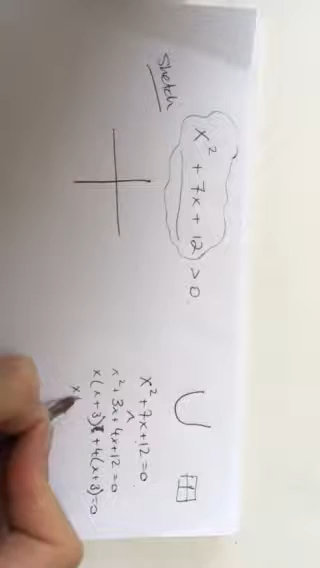 x² + 7x + 12 > 0
Sketch
x² + 7x + 12 = 0
x² + 3x + 4x + 12 = 0
x(x+3) + 4(x+3) = 0
x